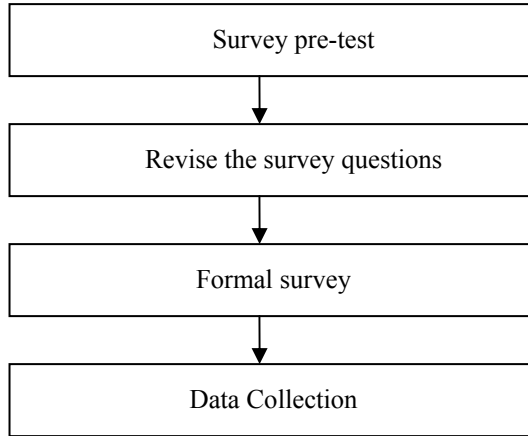 Survey pre-test
Revise the survey questions
Formal survey
Data Collection